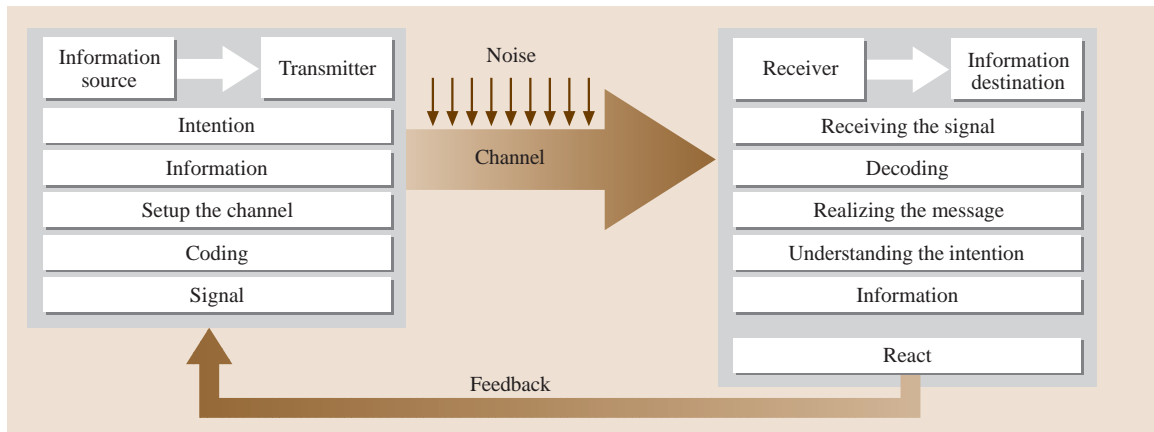 Information
source
Transmitter
Intention
Information
Setup the channel
Coding
Signal
Noise
Channel
Receiver
Information
destination
Receiving the signal
Decoding
Realizing the message
Understanding the intention
Information
React
Feedback